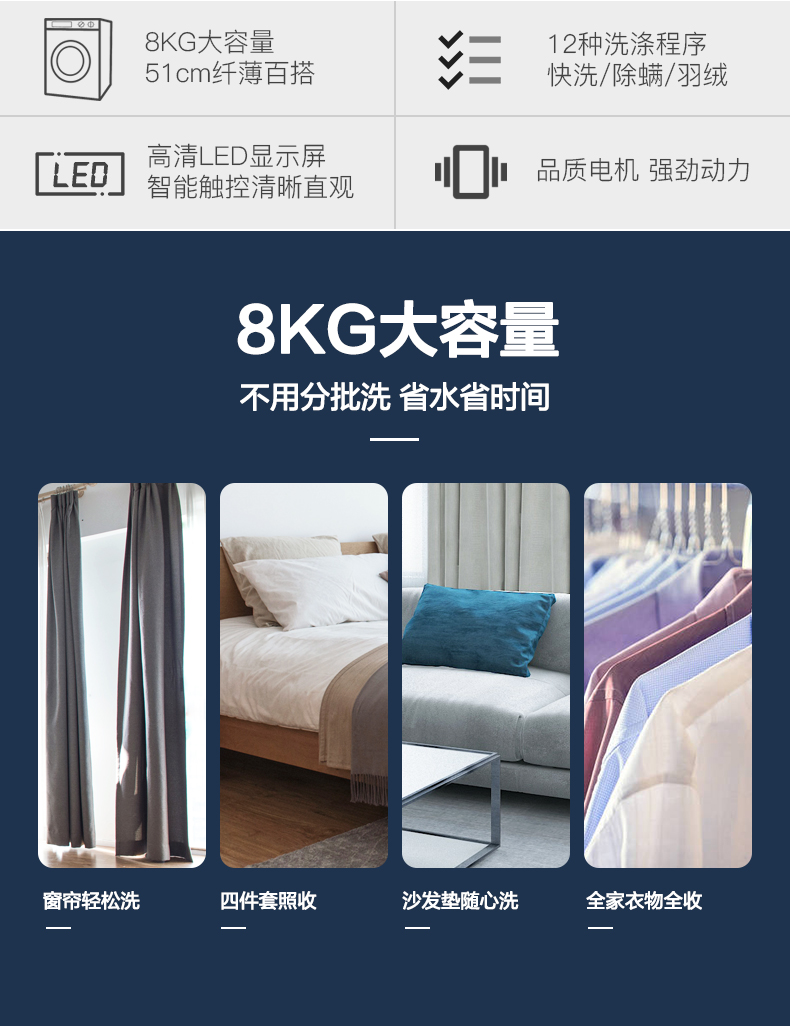 8KG大容量
51cm纤薄百搭
12种洗涤程序
快洗/除螨/羽绒
LED
高清LED显示屏
智能触控清晰直观
品质电机 强劲动力
8KG大容量
不用分批洗 省水省时间
窗帘轻松洗
四件套照收
沙发垫随心洗
全家衣物全收